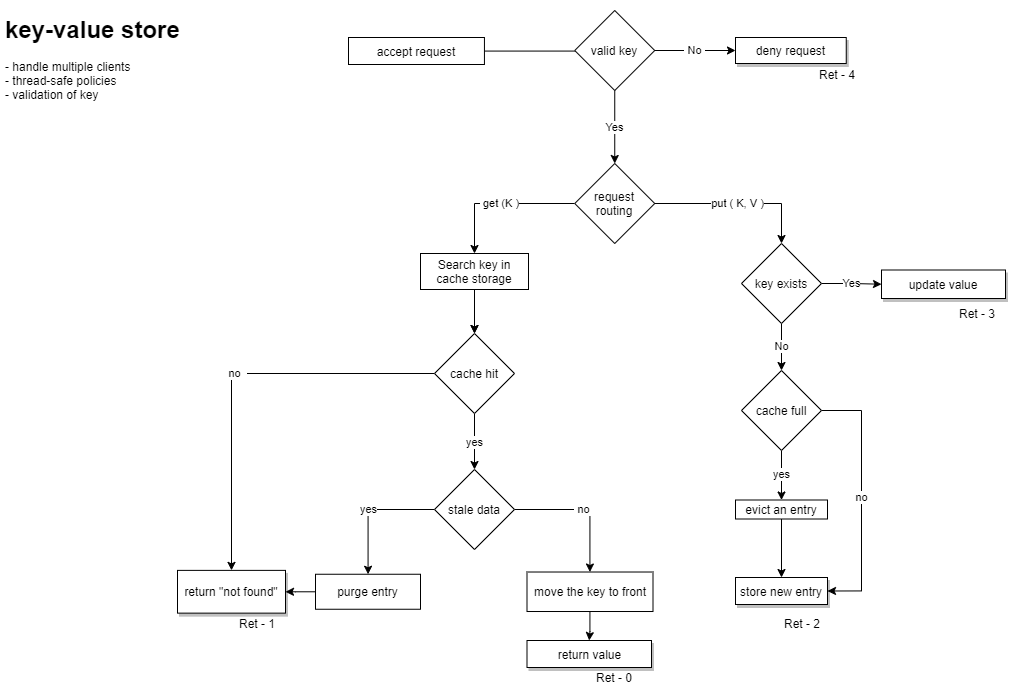 key-value store
- handle multiple clients
- thread-safe policies
- validation of key
accept request
valid key
No
deny request
Ret - 4
Yes
request
routing
get (K )
put ( K, V )
Search key in
cache storage
key exists
Yes
update value
Ret - 3
No
cache hit
no
cache full
yes
yes
no
stale data
yes
no
evict an entry
return "not found"
purge entry
move the key to front
store new entry
Ret - 1
Ret - 2
return value
Ret - 0